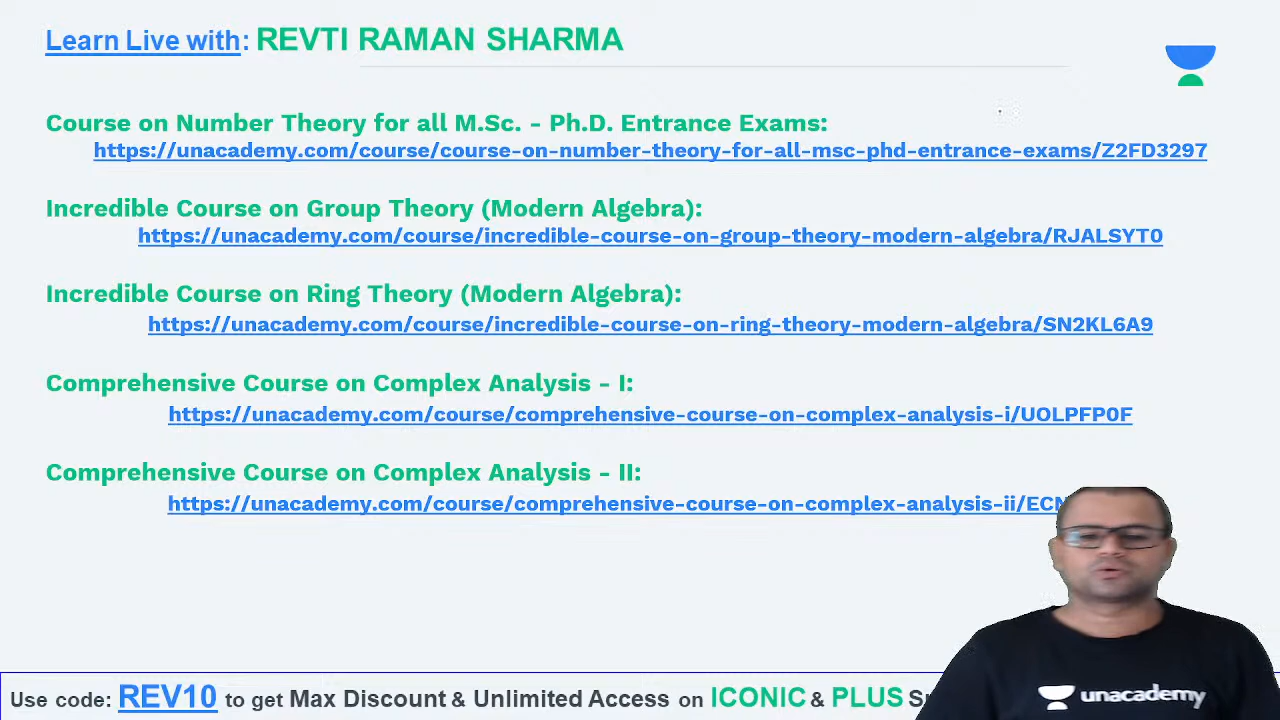 Learn Live with: REVTI RAMAN SHARMA
Course on Number Theory for all M.Sc. - Ph.D. Entrance Exams:
https://unacademy.com/course/course-on-number-theory-for-all-msc-phd-entrance-exams/Z2FD3297
Incredible Course on Group Theory (Modern Algebra):
https://unacademy.com/course/incredible-course-on-group-theory-modern-algebra/RJALSYT0
Incredible Course on Ring Theory (Modern Algebra):
https://unacademy.com/course/incredible-course-on-ring-theory-modern-algebra/SN2KL6A9
Comprehensive Course on Complex Analysis - I:
https://unacademy.com/course/comprehensive-course-on-complex-analysis-i/UOLPFP0F
Comprehensive Course on Complex Analysis - II:
https://unacademy.com/course/comprehensive-course-on-complex-analysis-ii/ECN
Use code: REV10 to get Max Discount & Unlimited Access on ICONIC & PLUS
unacademy